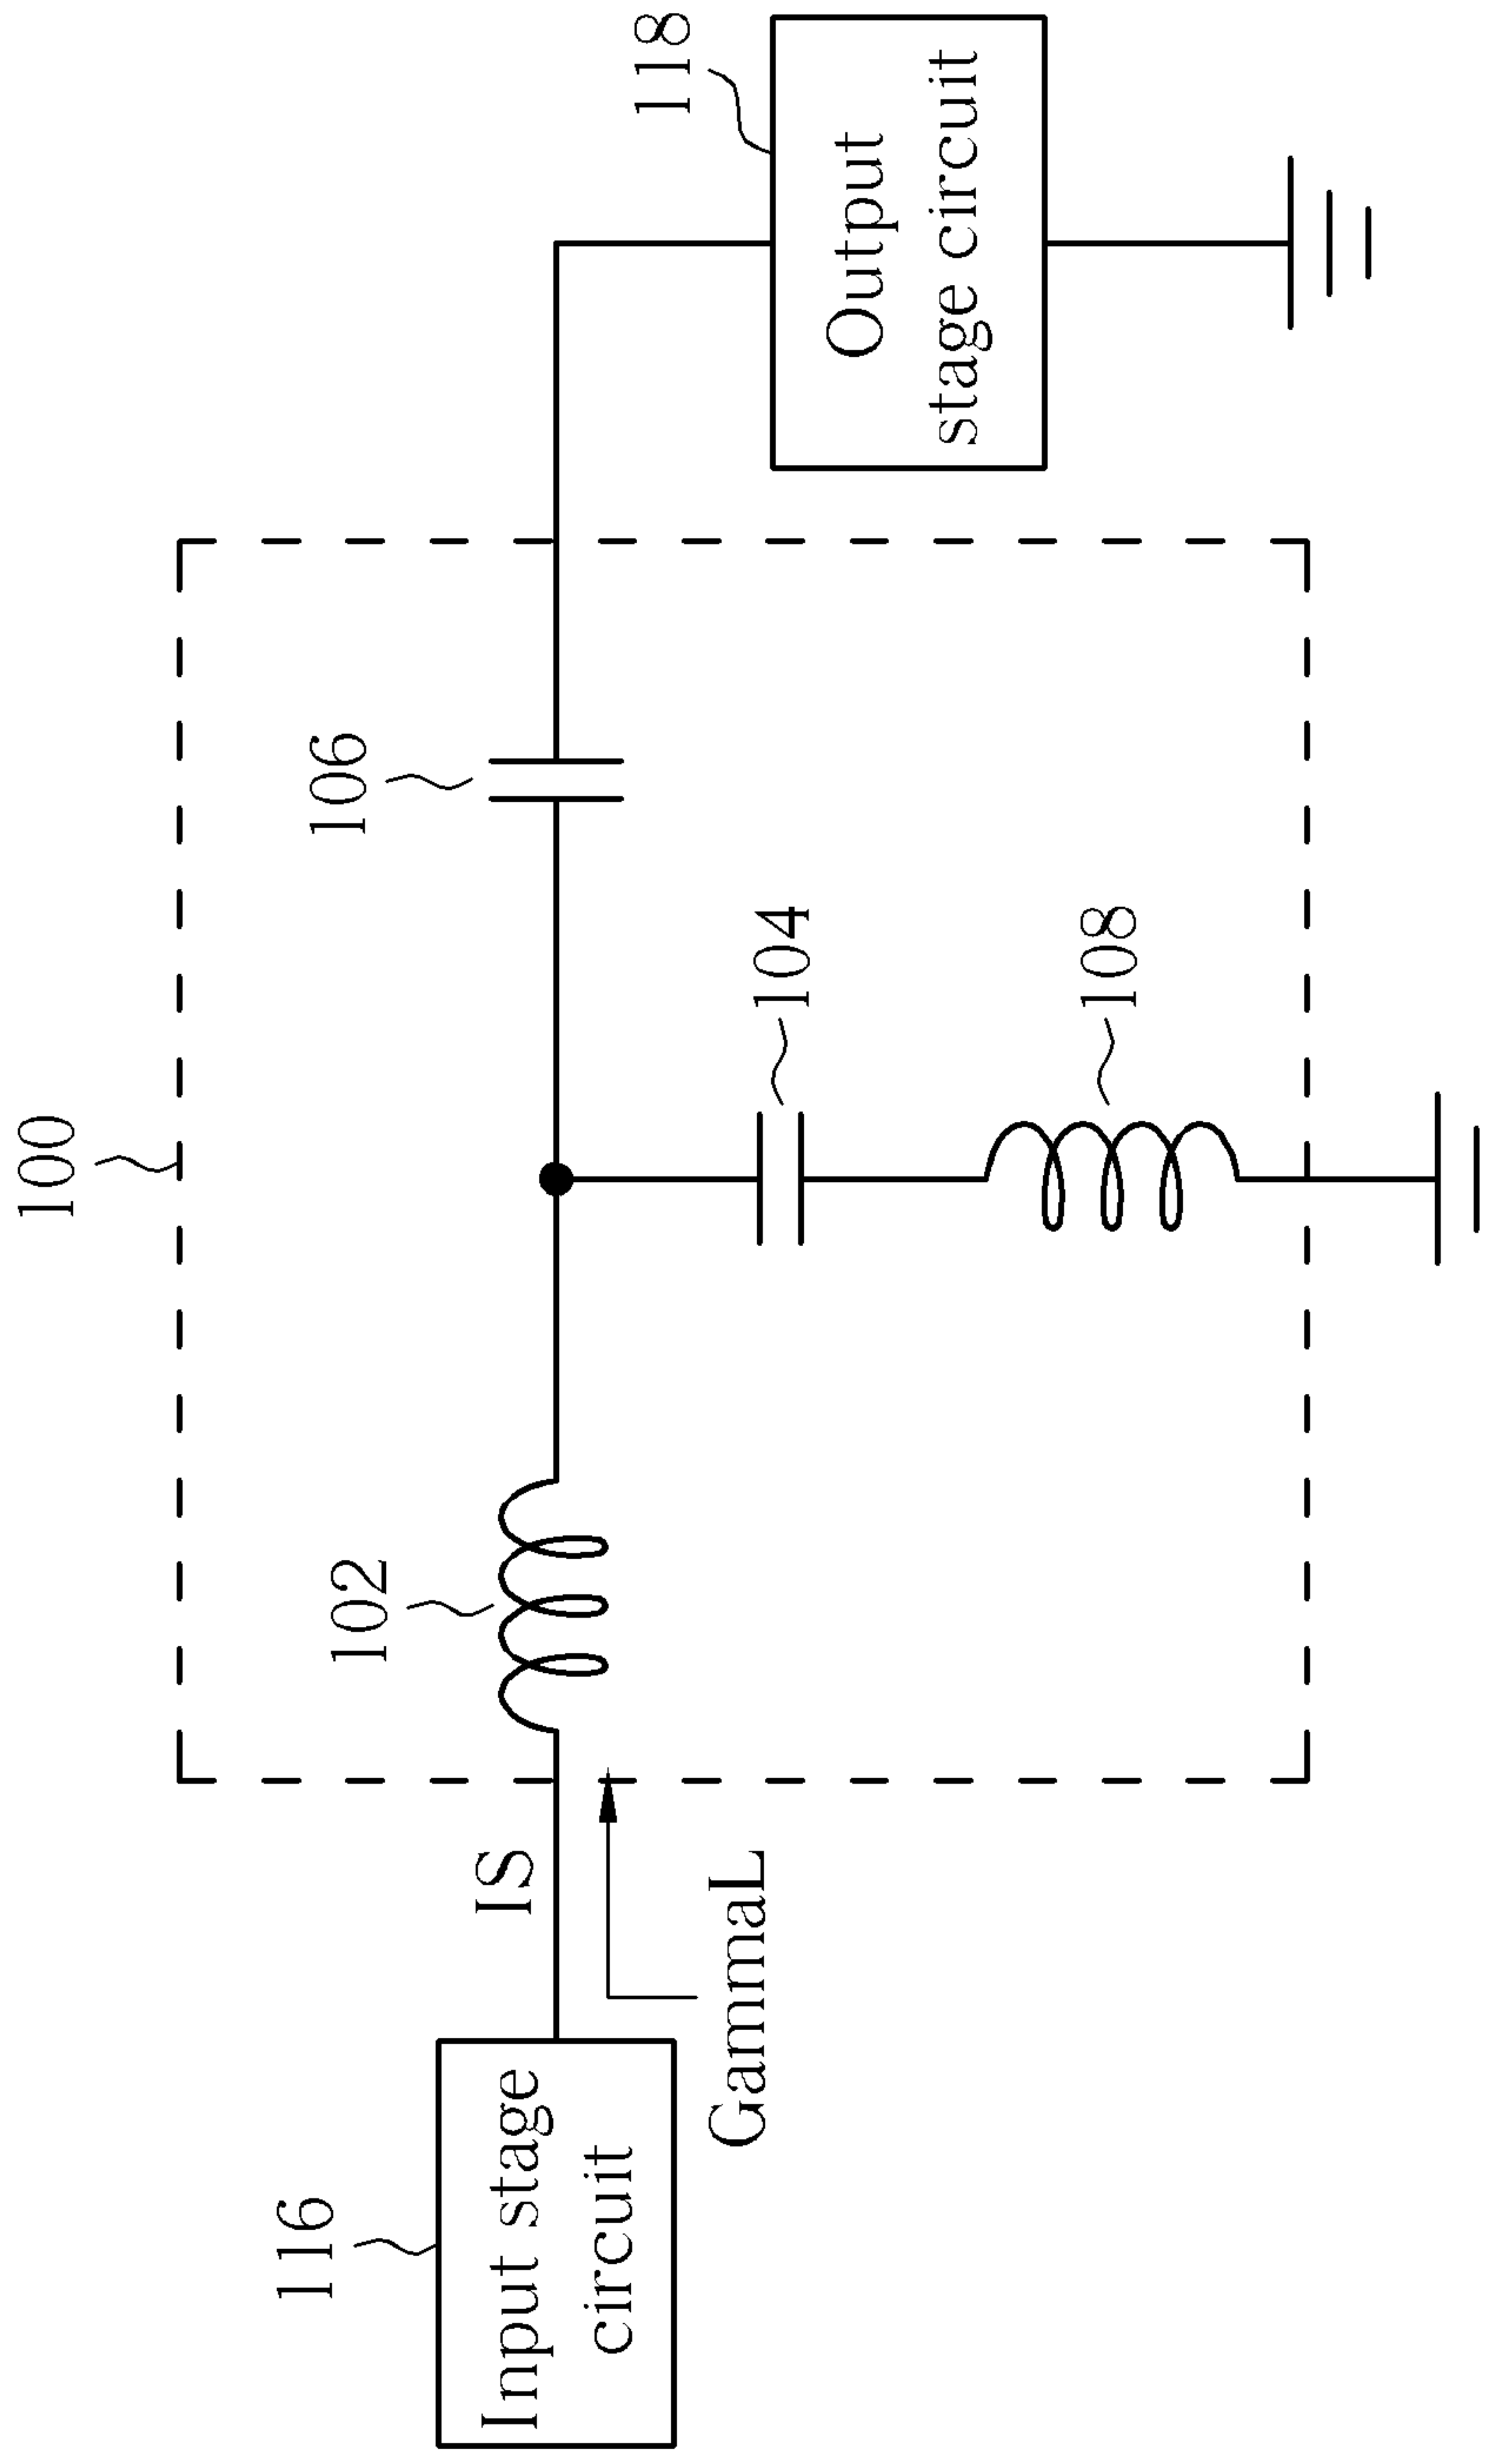 100
102
106
104
108
116
Input stage
circuit
IS
GammaL
118
Output
stage circuit